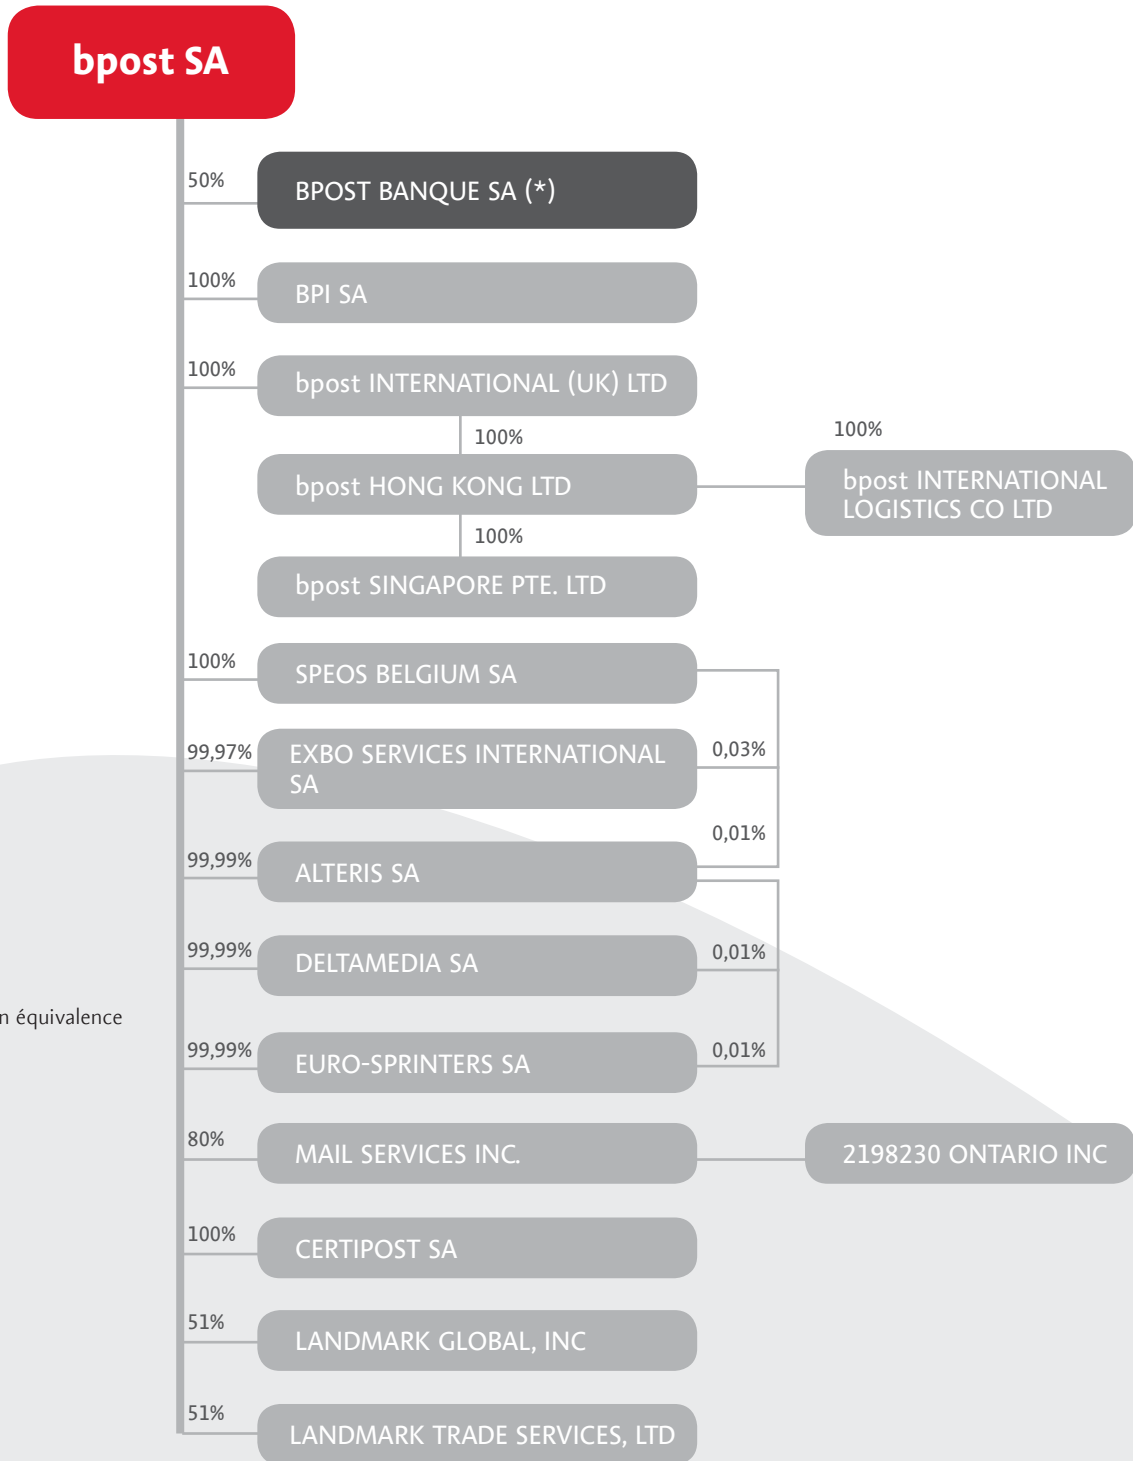 bpost SA
50%
BPOST BANQUE SA (*)
100%
BPI SA
100%
bpost INTERNATIONAL (UK) LTD
100%
100%
bpost HONG KONG LTD
bpost INTERNATIONAL
LOGISTICS CO LTD
100%
bpost SINGAPORE PTE. LTD
100%
SPEOS BELGIUM SA
99,97%
EXBO SERVICES INTERNATIONAL
SA
0,03%
0,01%
99,99%
ALTERIS SA
99,99%
DELTAMEDIA SA
0,01%
n équivalence
99,99%
EURO-SPRINTERS SA
0,01%
80%
MAIL SERVICES INC.
2198230 ONTARIO INC
100%
CERTIPOST SA
51%
LANDMARK GLOBAL, INC
51%
LANDMARK TRADE SERVICES, LTD